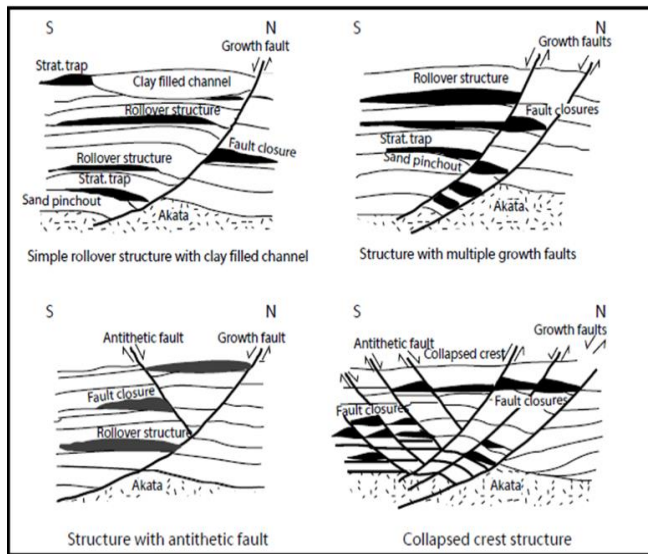 S N
Growth fault
Strat. trap
Clay filled channel
Rollover structure
Fault closure
Rollover structure
Strat. trap
Sand pinchout
Akata
Simple rollover structure with clay filled channel
S N
Growth faults
Rollover structure
Fault closures
Strat. trap
Sand pinchout
Akata
Structure with multiple growth faults
S N
Antithetic fault Growth fault
Fault closure
Rollover structure
Akata
Structure with antithetic fault
S N
Growth faults
Antithetic fault Collapsed crest
Fault closures Fault closures
Akata
Collapsed crest structure